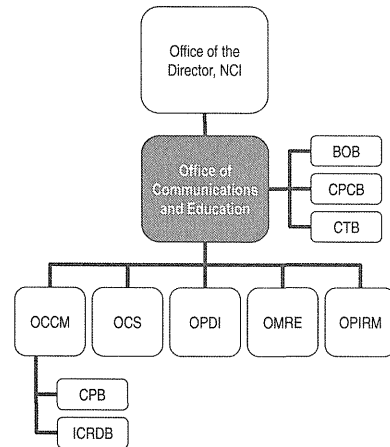 Office of the
Director, NCI
Office of
Communications
and Education
BOB
CPCB
CTB
OCCM
OCS
OPDI
OMRE
OPIRM
CPB
ICRDB